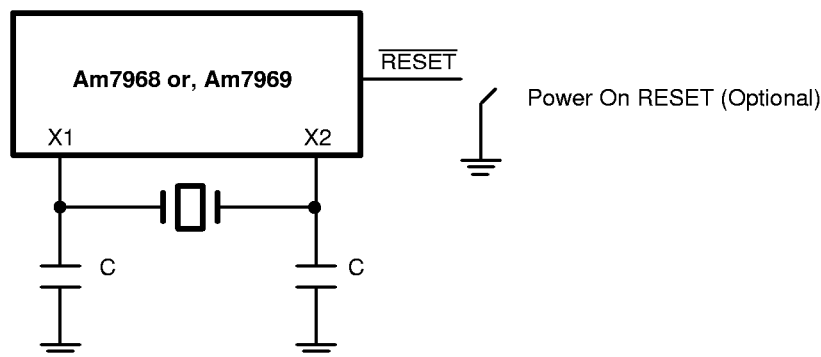 RESET
Am7968 or, Am7969
Power On RESET (Optional)
X1
X2
C
C